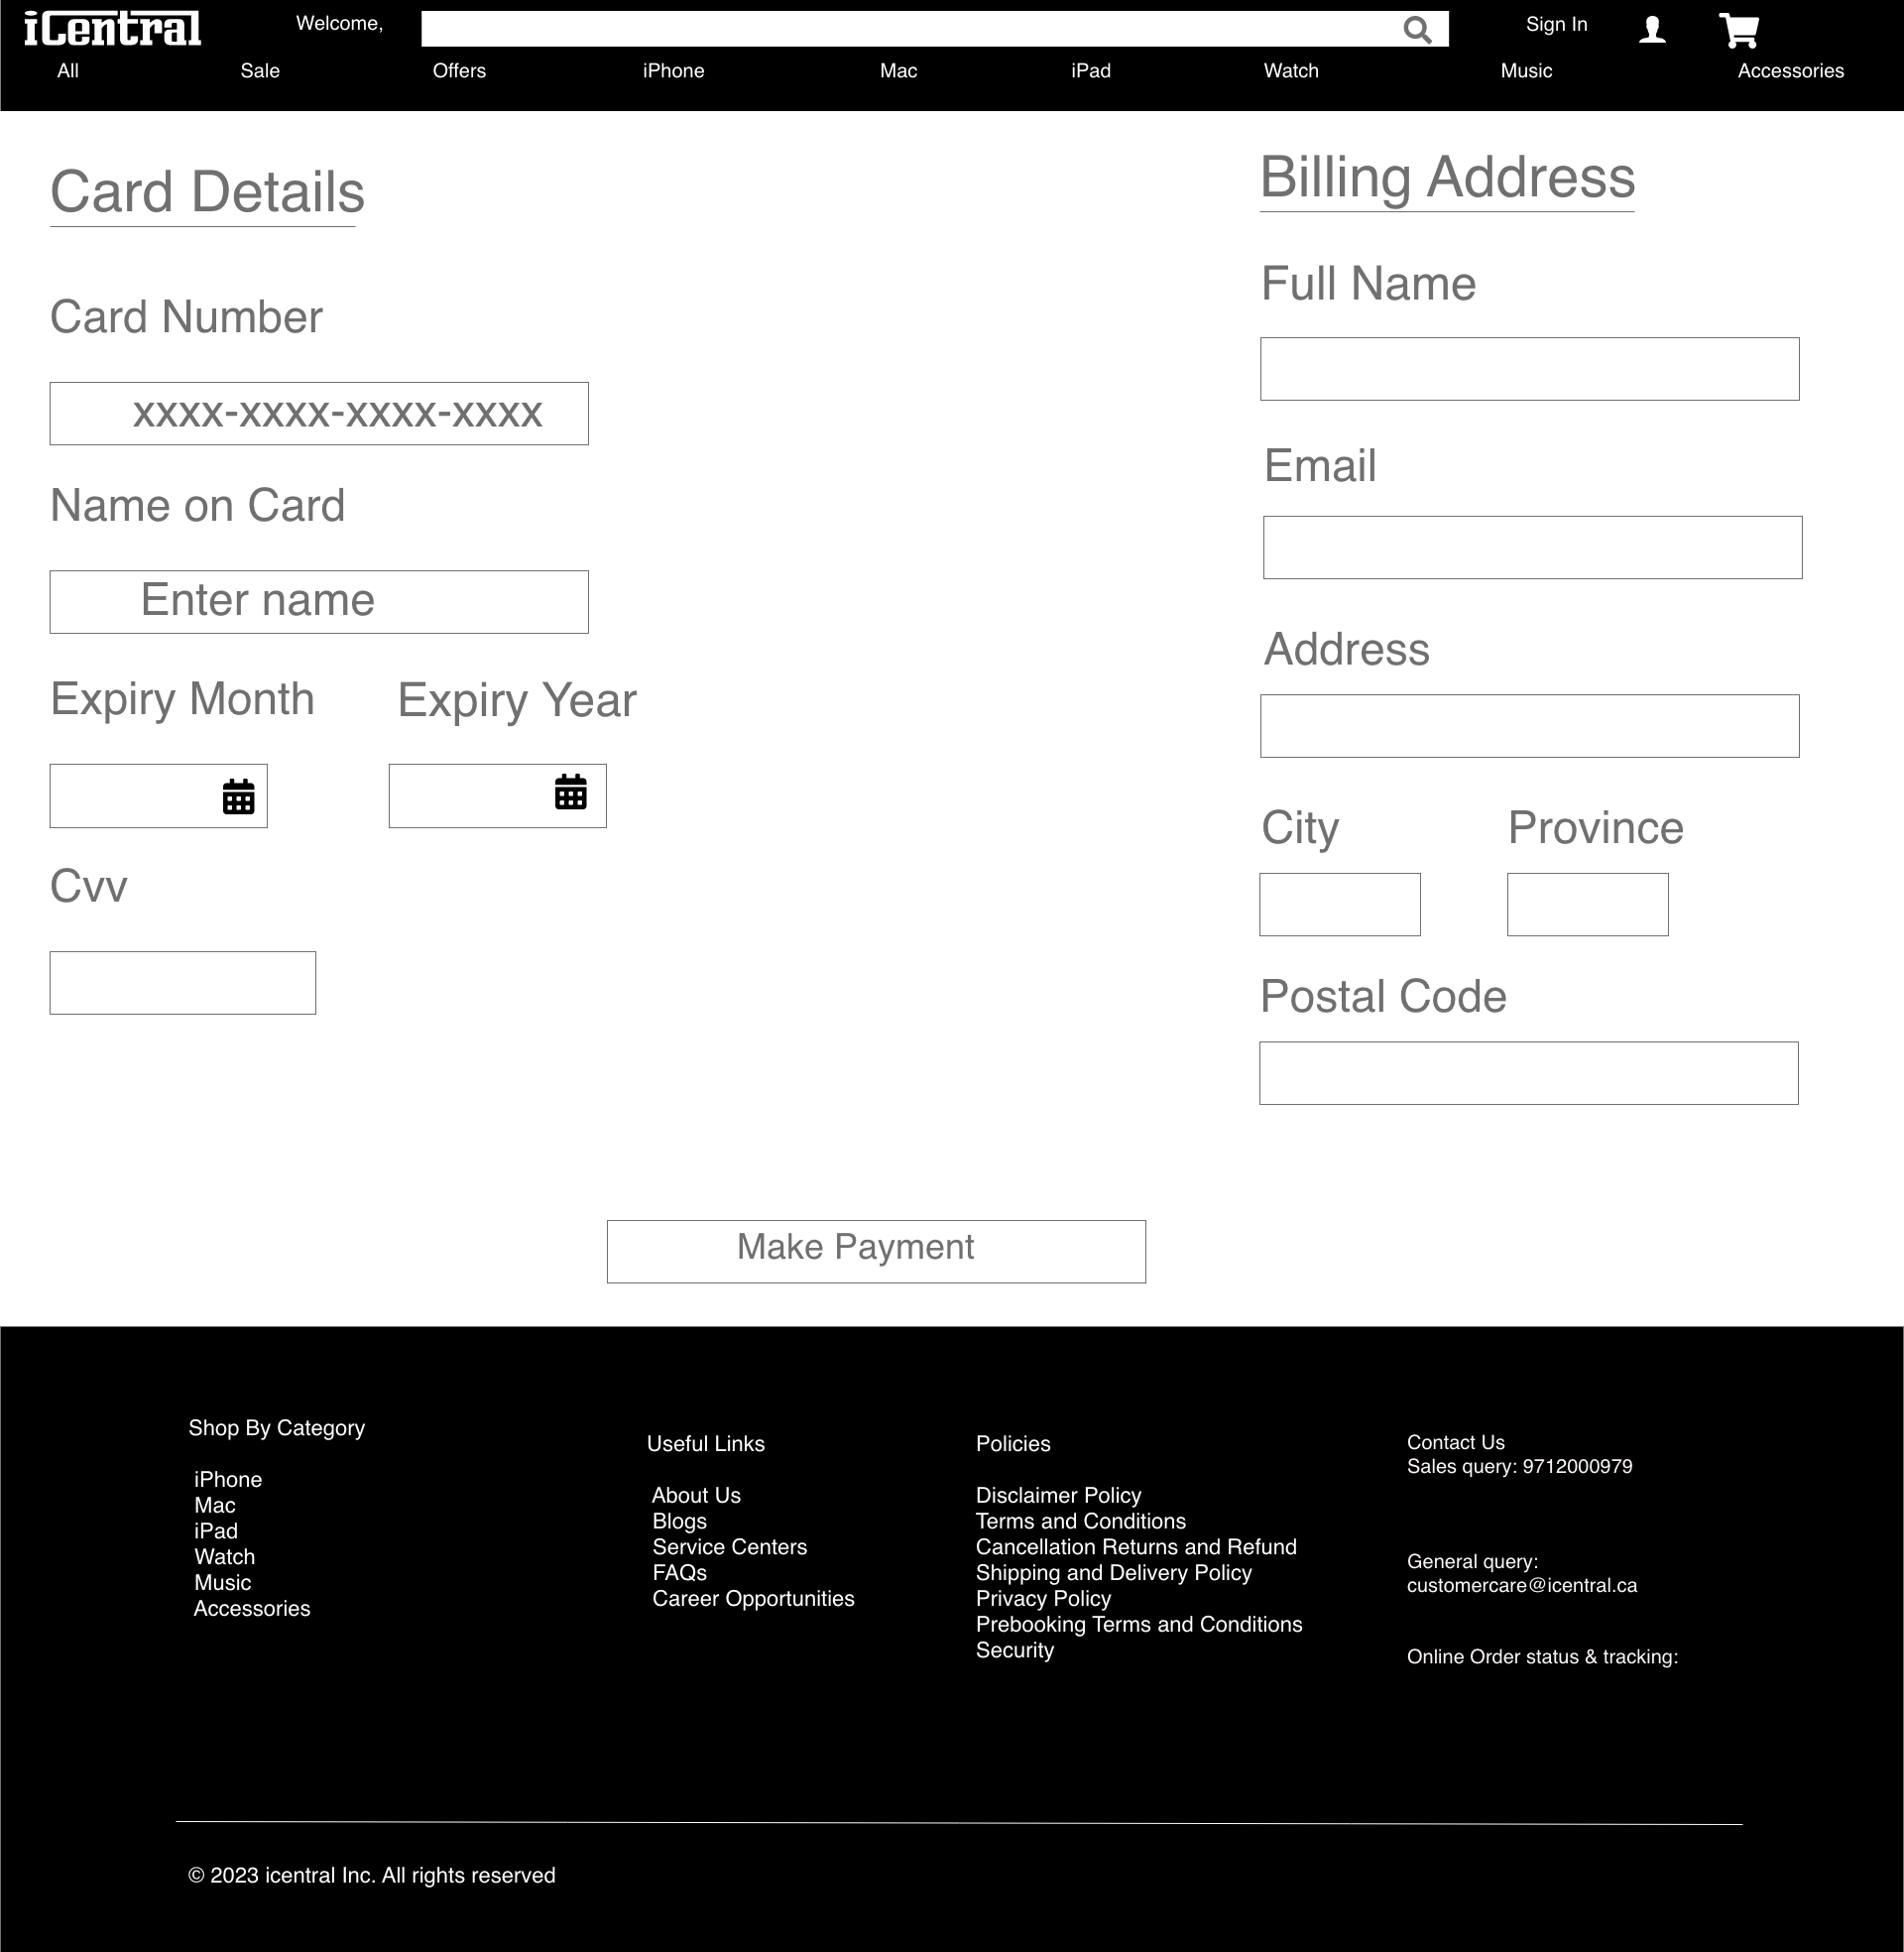 iCentral
Welcome,
Sign In
All Sale Offers iPhone Mac iPad Watch Music Accessories
Card Details
Card Number
xxxx-xxxx-xxxx-xxxx
Name on Card
Enter name
Expiry Month Expiry Year
Cvv
Billing Address
Full Name
Email
Address
City Province
Postal Code
Make Payment
Shop By Category
iPhone
Mac
iPad
Watch
Music
Accessories
Useful Links
About Us
Blogs
Service Centers
FAQs
Career Opportunities
Policies
Disclaimer Policy
Terms and Conditions
Cancellation Returns and Refund
Shipping and Delivery Policy
Privacy Policy
Prebooking Terms and Conditions
Security
Contact Us
Sales query: 9712000979
General query:
customercare@icentral.ca
Online Order status & tracking:
© 2023 icentral Inc. All rights reserved